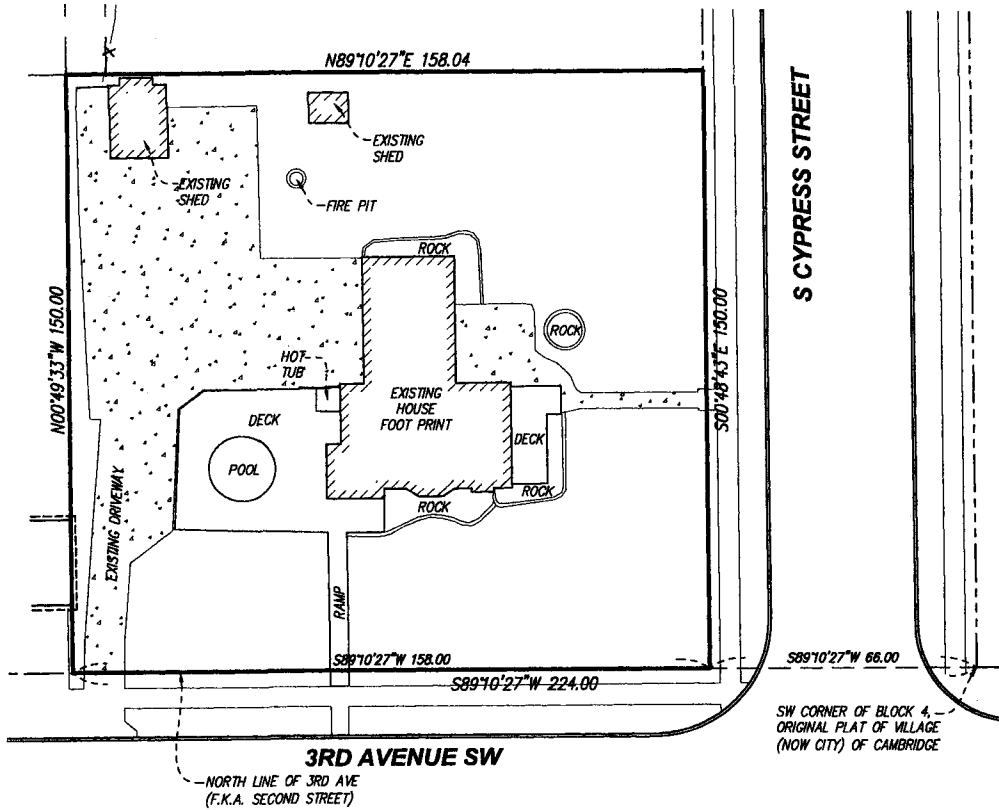 N89°10'27"E 158.04
S CYPRESS STREET
EXISTING
SHED
EXISTING
SHED
FIRE PIT
ROCK
ROCK
N00°49'33"W 150.00
S00°48'43"E 150.00
HOT
TUB
EXISTING
HOUSE
FOOT PRINT
DECK
DECK
POOL
ROCK
ROCK
EXISTING DRIVEWAY
RAMP
S89°10'27"W 158.00
S89°10'27"W 66.00
S89°10'27"W 224.00
SW CORNER OF BLOCK 4,
ORIGINAL PLAT OF VILLAGE
(NOW CITY) OF CAMBRIDGE
3RD AVENUE SW
NORTH LINE OF 3RD AVE
(F.K.A. SECOND STREET)